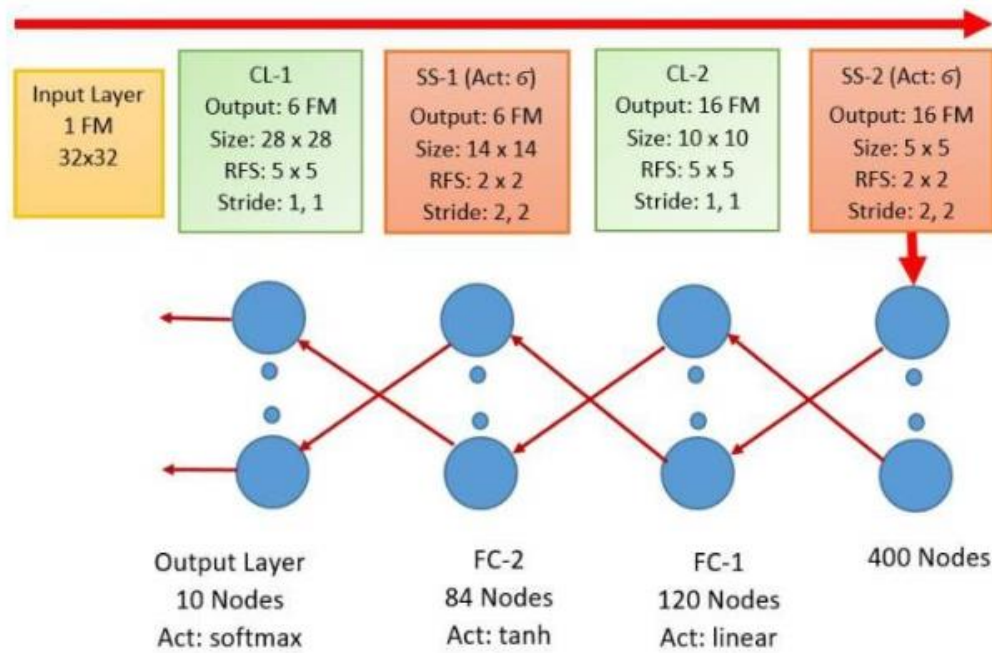 Input Layer
1 FM
32x32
CL-1
Output: 6 FM
Size: 28 x 28
RFS: 5 x 5
Stride: 1, 1
SS-1 (Act: σ)
Output: 6 FM
Size: 14 x 14
RFS: 2 x 2
Stride: 2, 2
CL-2
Output: 16 FM
Size: 10 x 10
RFS: 5 x 5
Stride: 1, 1
SS-2 (Act: σ)
Output: 16 FM
Size: 5 x 5
RFS: 2 x 2
Stride: 2, 2
Output Layer
10 Nodes
Act: softmax
FC-2
84 Nodes
Act: tanh
FC-1
120 Nodes
Act: linear
400 Nodes